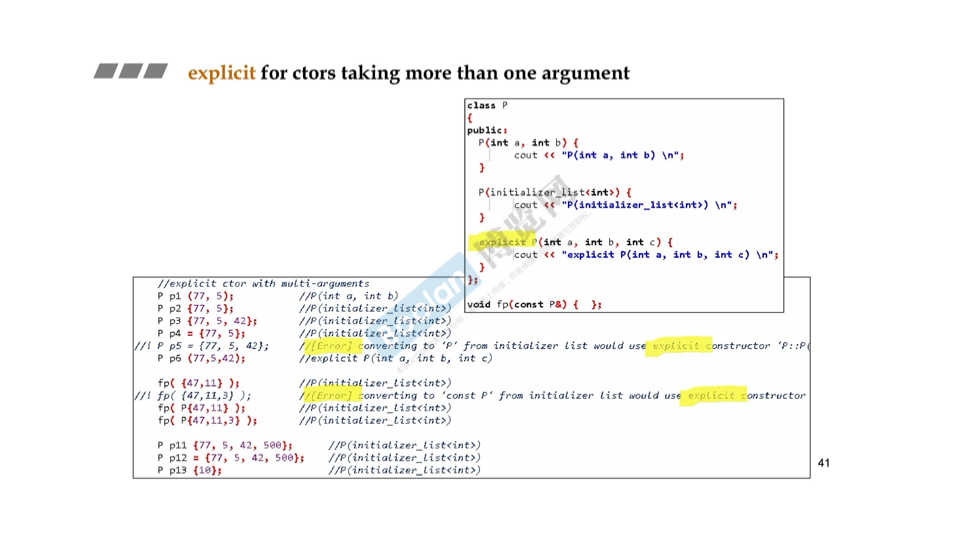 explicit for ctors taking more than one argument
class P
{
public:
P(int a, int b) {
cout << "P(int a, int b) \n";
}
P(initializer_list<int>) {
cout << "P(initializer_list<int>) \n";
}
explicit P(int a, int b, int c) {
cout << "explicit P(int a, int b, int c) \n";
}
};
void fp(const P&) { };
//explicit ctor with multi-arguments
P p1 (77, 5); //P(int a, int b)
P p2 {77, 5}; //P(initializer_list<int>)
P p3 {77, 5, 42}; //P(initializer_list<int>)
P p4 = {77, 5}; //P(initializer_list<int>)
//! P p5 = {77, 5, 42}; //[Error] converting to 'P' from initializer list would use explicit constructor 'P::P(
P p6 (77,5,42); //explicit P(int a, int b, int c)
fp( {47,11} ); //P(initializer_list<int>)
//! fp( {47,11,3} ); //[Error] converting to 'const P' from initializer list would use explicit constructor
fp( P{47,11} ); //P(initializer_list<int>)
fp( P{47,11,3} ); //P(initializer_list<int>)
P p11 {77, 5, 42, 500}; //P(initializer_list<int>)
P p12 = {77, 5, 42, 500}; //P(initializer_list<int>)
P p13 {10}; //P(initializer_list<int>)
41
博览网